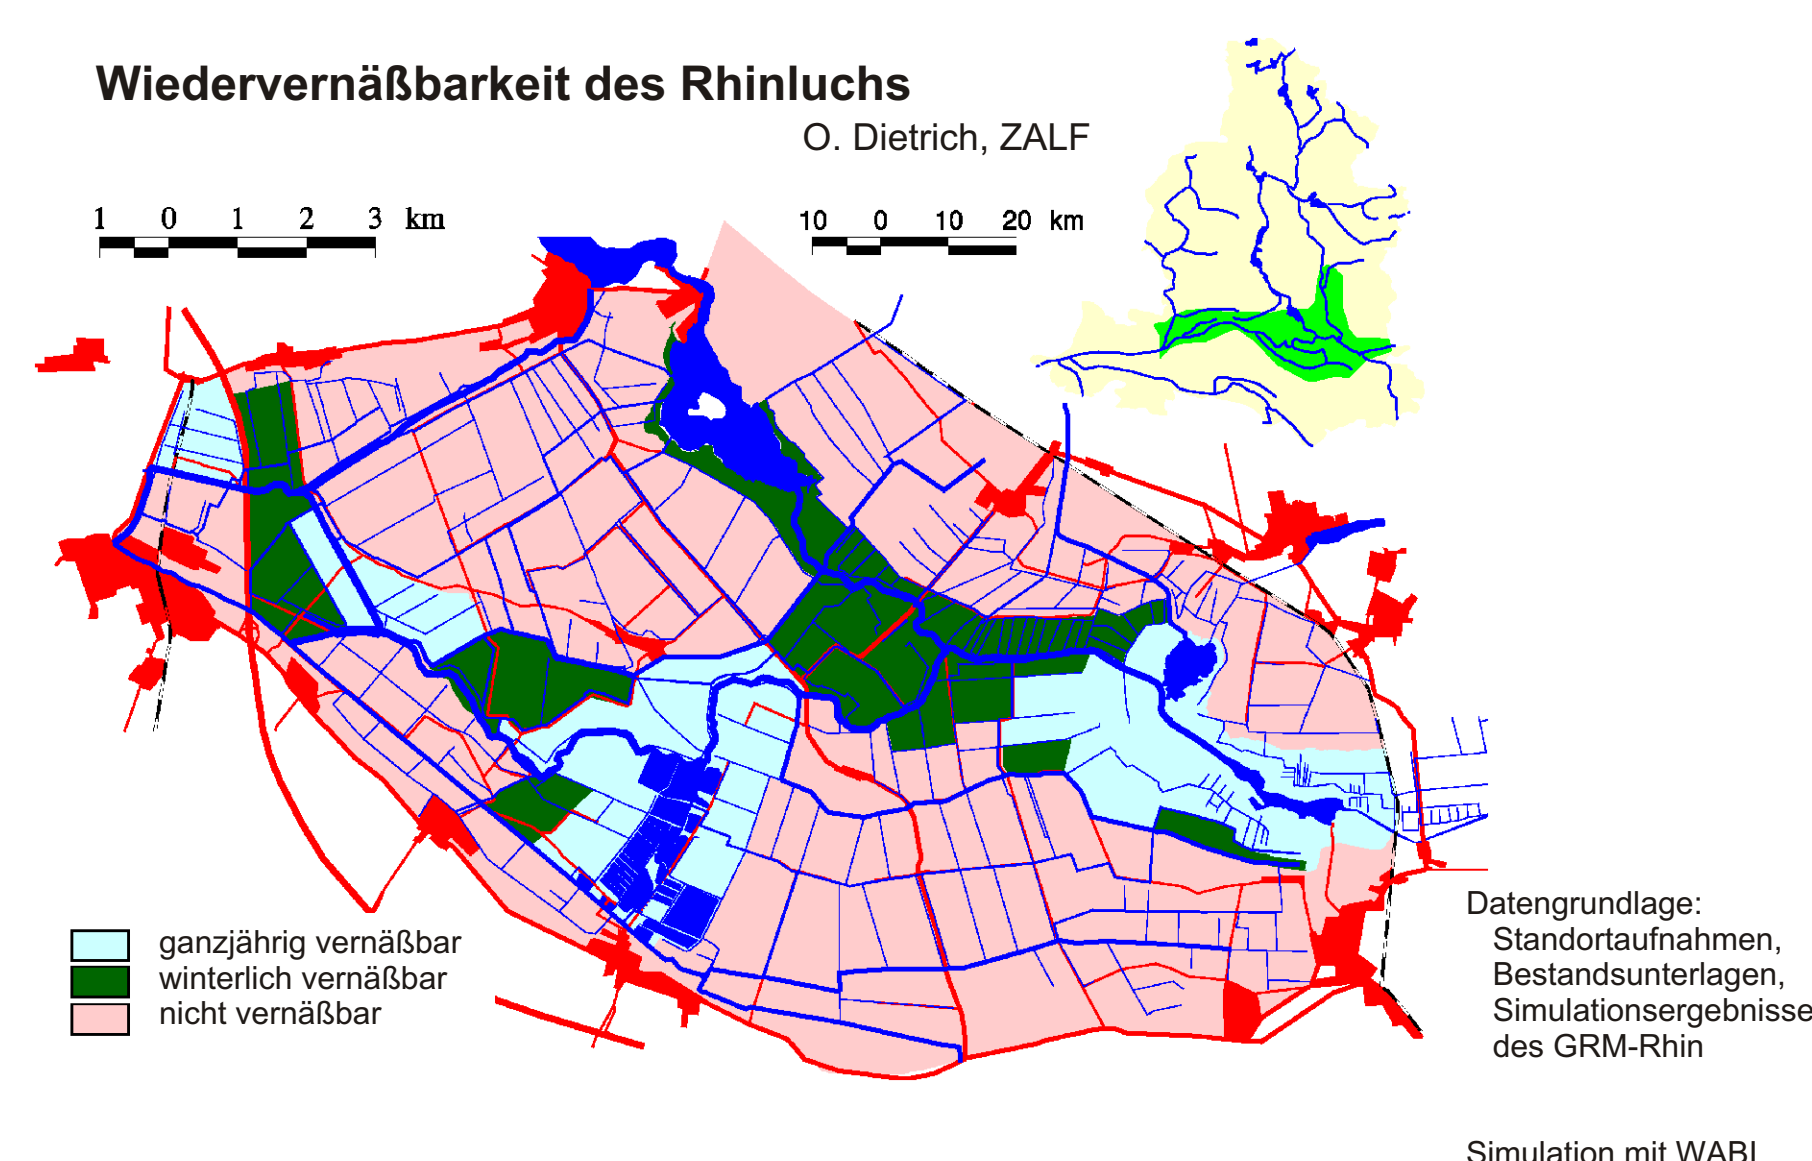 Wiedervernäßbarkeit des Rhinluchs
O. Dietrich, ZALF
1 0 1 2 3 km
10 0 10 20 km
ganzjährig vernäßbar
winterlich vernäßbar
nicht vernäßbar
Datengrundlage:
Standortaufnahmen,
Bestandsunterlagen,
Simulationsergebnisse
des GRM-Rhin
Simulation mit WABI